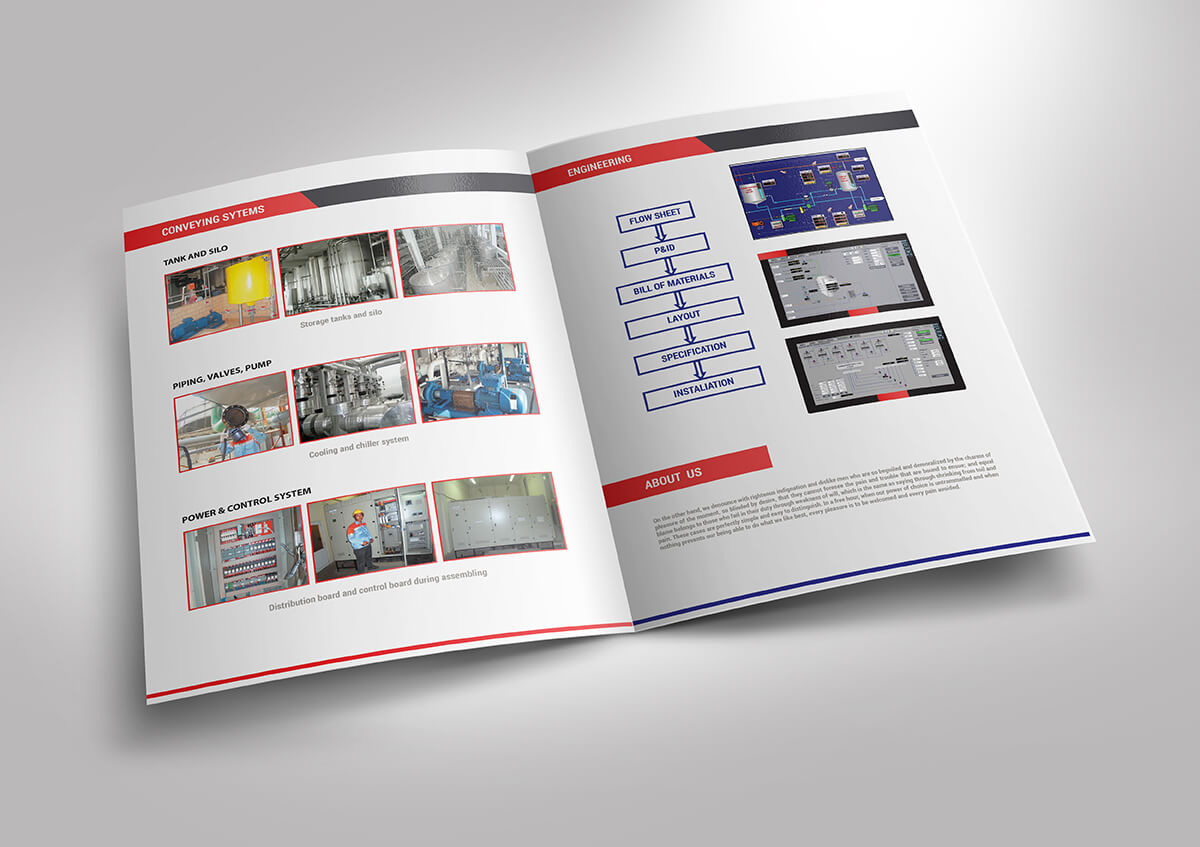 CONVEYING SYTEMS
TANK AND SILO
Storage tanks and silo
PIPING, VALVES, PUMP
Cooling and chiller system
POWER & CONTROL SYSTEM
Distribution board and control board during assembling
ENGINEERING
FLOW SHEET
P&ID
BILL OF MATERIALS
LAYOUT
SPECIFICATION
INSTALIATION
ABOUT US
On the other hand, we denounce with righteous indignation and dislike men who are so beguiled and demoralized by the charms of
pleasure of the moment, so blinded by desire, that they cannot foresee the pain and trouble that are bound to ensue; and equal
blame belongs to those who fail in their duty through weakness of will, which is the same as saying through shrinking from toil and
pain. These cases are perfectly simple and easy to distinguish. In a free hour, when our power of choice is untrammelled and when
nothing prevents our being able to do what we like best, every pleasure is to be welcomed and every pain avoided.